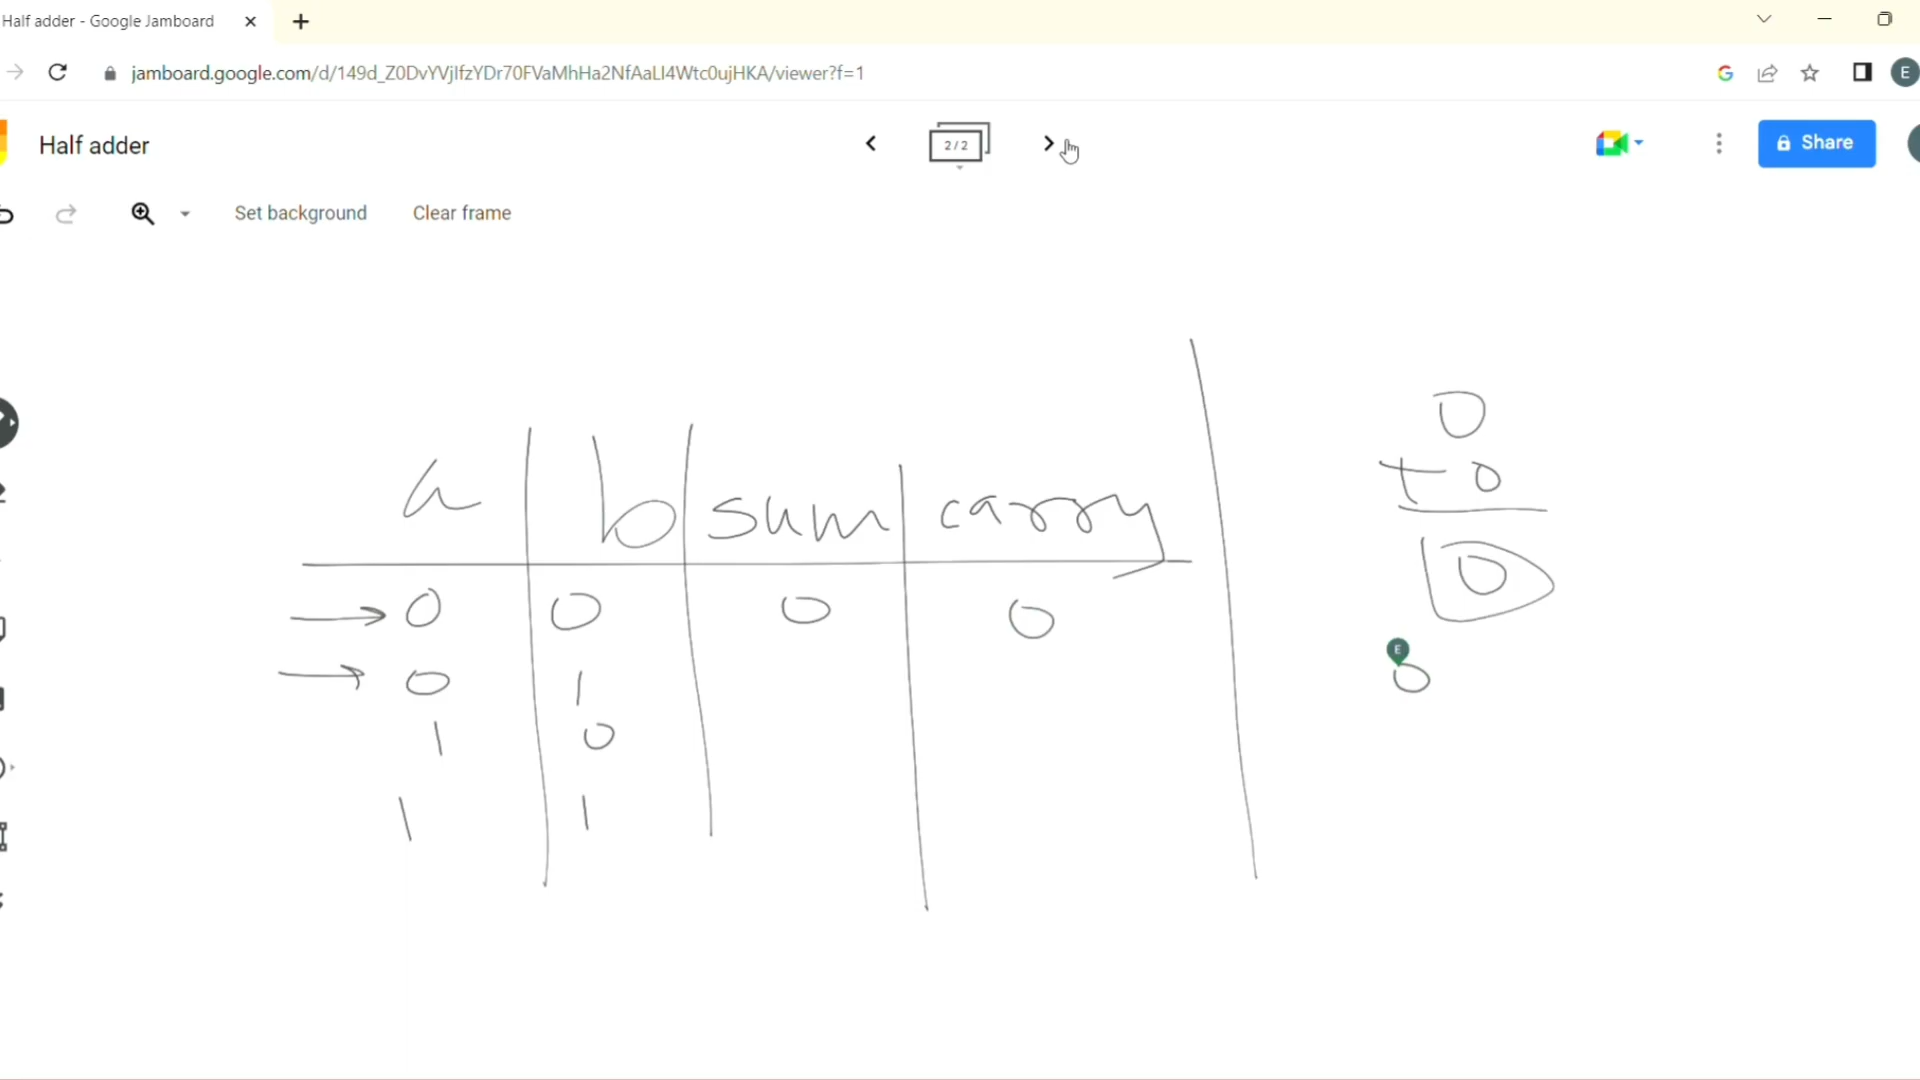 Half adder - Google Jamboard
jamboard.google.com/d/149d_Z0DvYVjlfzYDr70FVaMhHa2NfAaLI4Wtc0ujHKA/viewer?f=1
E
Half adder
2 / 2
Share
Set background
Clear frame
a b sum carry
0 0 0 0
0 1
1 0
1 1
0
+ 0
0
E
0